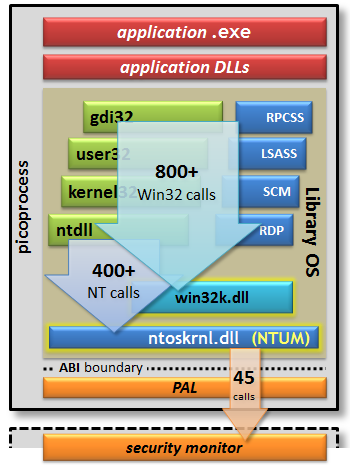 application .exe
application DLLs
gdi32
RPCSS
user32
LSASS
800+
Win32 calls
kernel32
SCM
ntdll
RDP
400+
NT calls
win32k.dll
ntoskrnl.dll (NTUM)
picoprocess
Library OS
ABI boundary
PAL
45
calls
security monitor